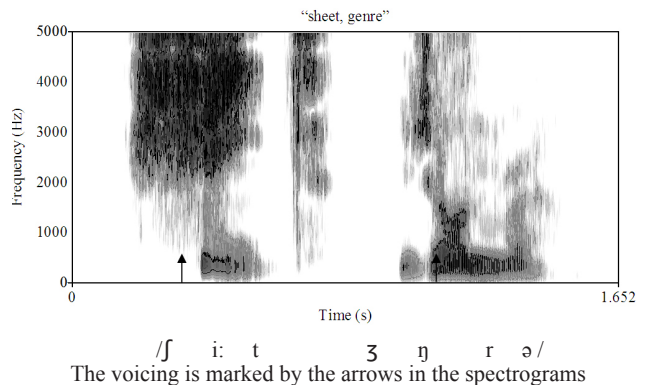 “sheet, genre”
5000
4000
3000
2000
1000
0
Frequency (Hz)
0 1.652
Time (s)
/ʃ i: t ʒ ŋ r ə /
The voicing is marked by the arrows in the spectrograms